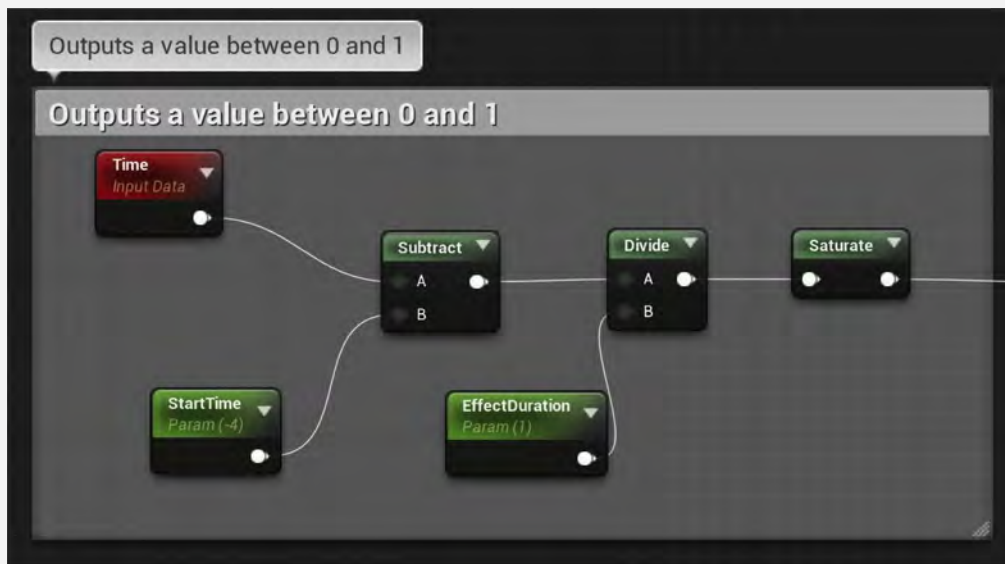 Outputs a value between 0 and 1
Outputs a value between 0 and 1
Time
Input Data
Subtract
A
B
Divide
A
B
Saturate
StartTime
Param (-4)
EffectDuration
Param (1)